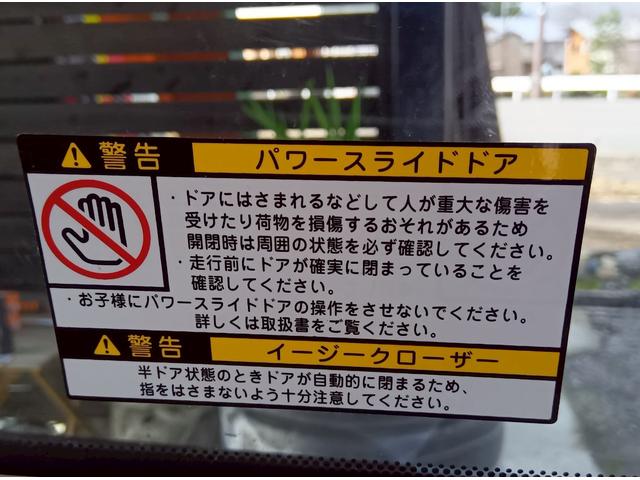 警告 パワースライドドア
・ドアにはさまれるなどして人が重大な傷害を
受けたり荷物を損傷するおそれがあるため
開閉時は周囲の状態を必ず確認してください。
・走行前にドアが確実に閉まっていることを
確認してください。
・お子様にパワースライドドアの操作をさせないでください。
詳しくは取扱書をご覧ください。
警告 イージークローザー
半ドア状態のときドアが自動的に閉まるため、
指をはさまないよう十分注意してください。